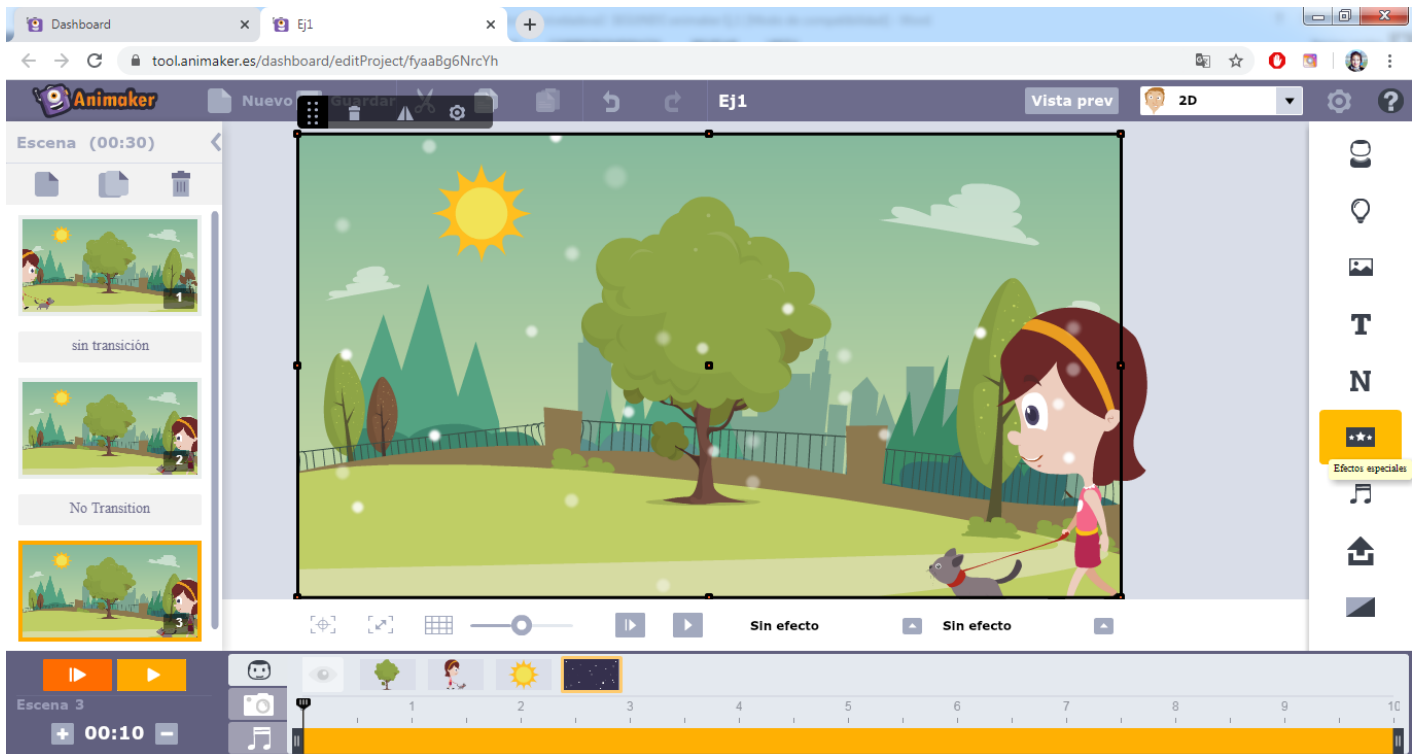 Dashboard
Ej1
tool.animaker.es/dashboard/editProject/fyaaBg6NrcYh
Animaker
Nuevo
Guardar
Ej1
Vista prev
2D
Escena (00:30)
1
sin transición
2
No Transition
3
T
N
Efectos especiales
Sin efecto
Sin efecto
Escena 3
00:10
1 2 3 4 5 6 7 8 9 10